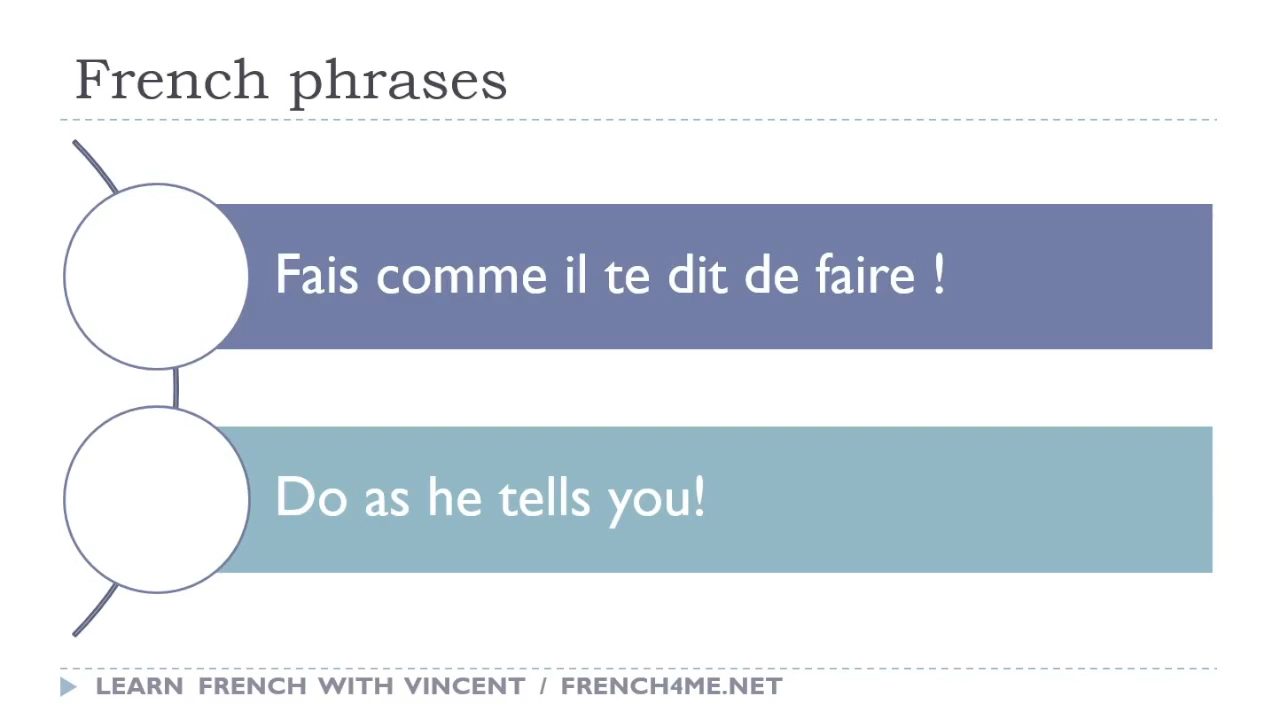 French phrases
Fais comme il te dit de faire !
Do as he tells you!
LEARN FRENCH WITH VINCENT / FRENCH4ME.NET